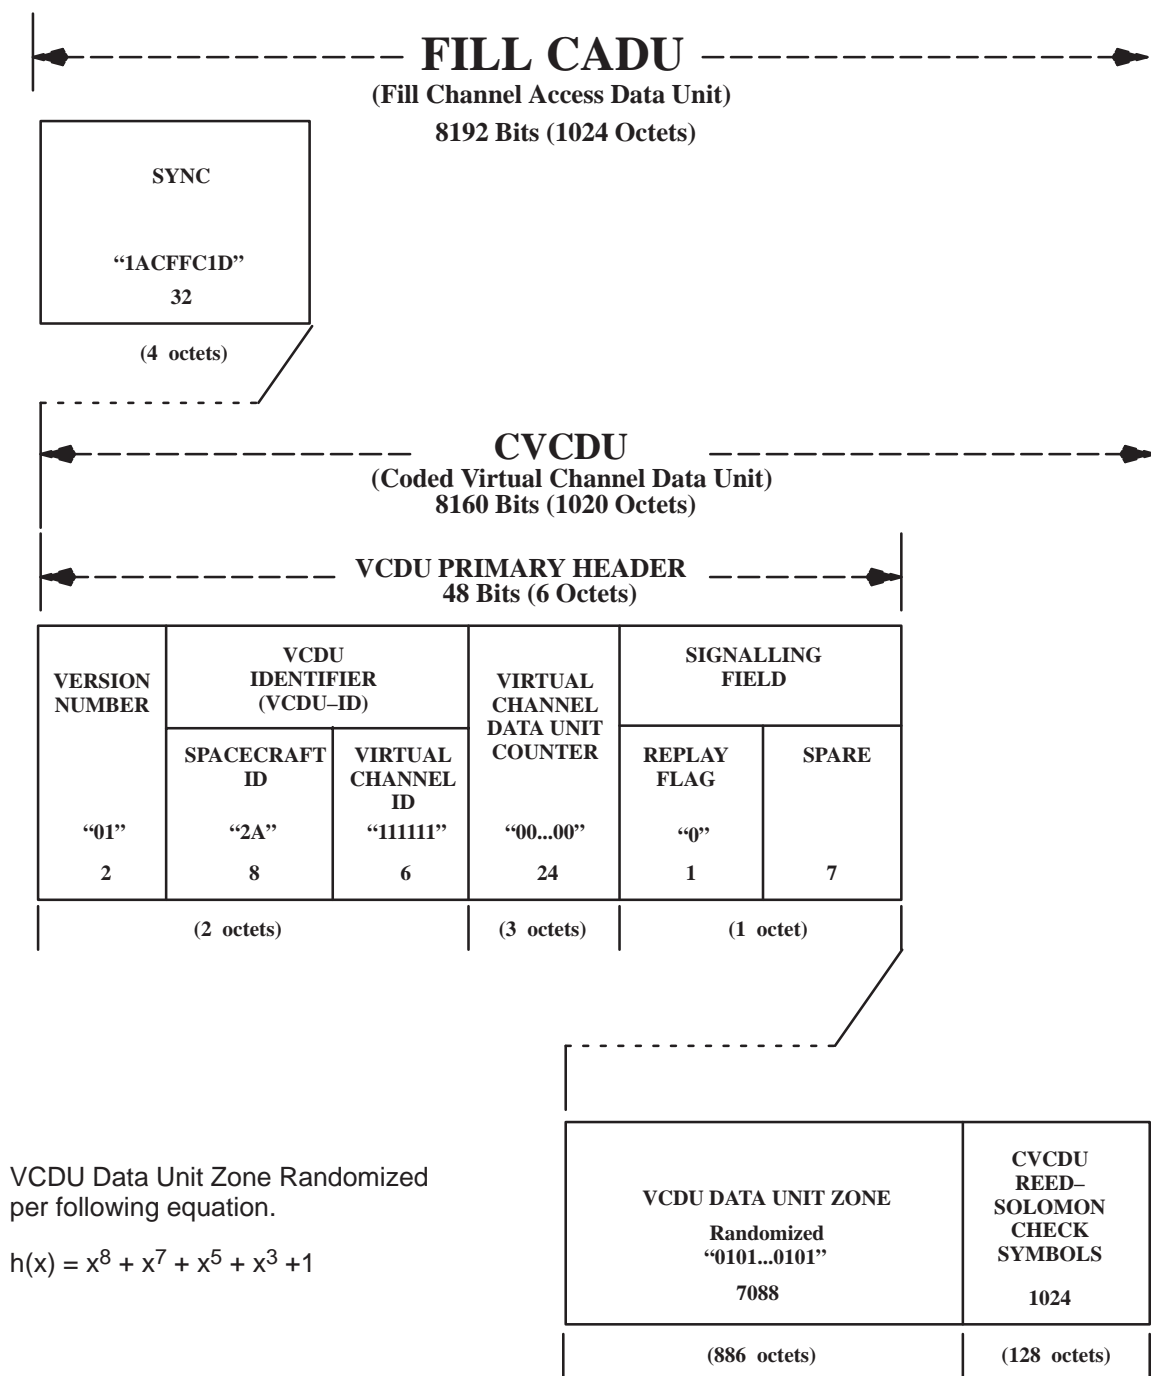 FILL CADU
(Fill Channel Access Data Unit)
8192 Bits (1024 Octets)
SYNC
“1ACFFC1D”
32
(4 octets)
CVCDU
(Coded Virtual Channel Data Unit)
8160 Bits (1020 Octets)
VCDU PRIMARY HEADER
48 Bits (6 Octets)
VERSION
NUMBER
“01”
2
VCDU
IDENTIFIER
(VCDU–ID)
SPACECRAFT
ID
“2A”
8
VIRTUAL
CHANNEL
ID
“111111”
6
VIRTUAL
CHANNEL
DATA UNIT
COUNTER
“00...00”
24
SIGNALLING
FIELD
REPLAY
FLAG
“0”
1
SPARE
7
(2 octets)
(3 octets)
(1 octet)
VCDU Data Unit Zone Randomized
per following equation.
h(x) = x⁸ + x⁷ + x⁵ + x³ +1
VCDU DATA UNIT ZONE
Randomized
“0101...0101”
7088
CVCDU
REED–
SOLOMON
CHECK
SYMBOLS
1024
(886 octets)
(128 octets)